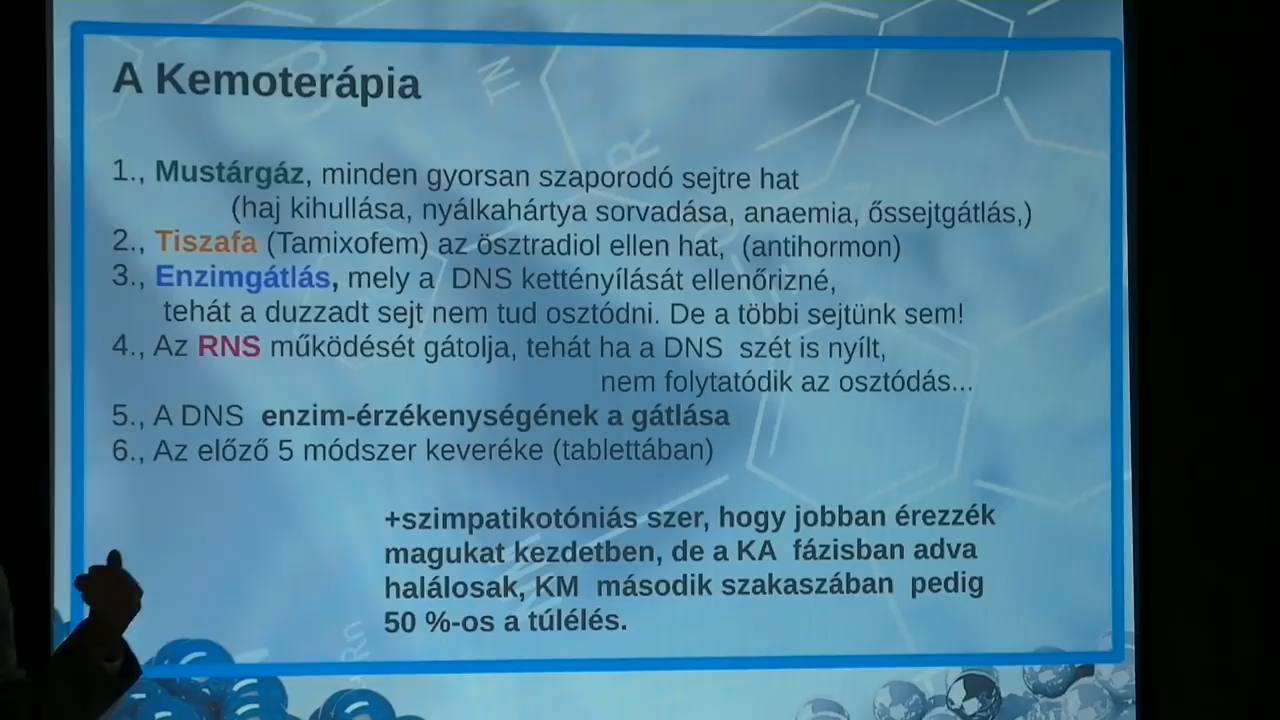 A Kemoterápia
1., Mustárgáz, minden gyorsan szaporodó sejtre hat
(haj kihullása, nyálkahártya sorvadása, anaemia, őssejtgátlás,)
2., Tiszafa (Tamixofem) az ösztradiol ellen hat, (antihormon)
3., Enzimgátlás, mely a DNS kettényílását ellenőrizné,
tehát a duzzadt sejt nem tud osztódni. De a többi sejtünk sem!
4., Az RNS működését gátolja, tehát ha a DNS szét is nyílt,
nem folytatódik az osztódás...
5., A DNS enzim-érzékenységének a gátlása
6., Az előző 5 módszer keveréke (tablettában)
+szimpatikotóniás szer, hogy jobban érezzék
magukat kezdetben, de a KA fázisban adva
halálosak, KM második szakaszában pedig
50 %-os a túlélés.